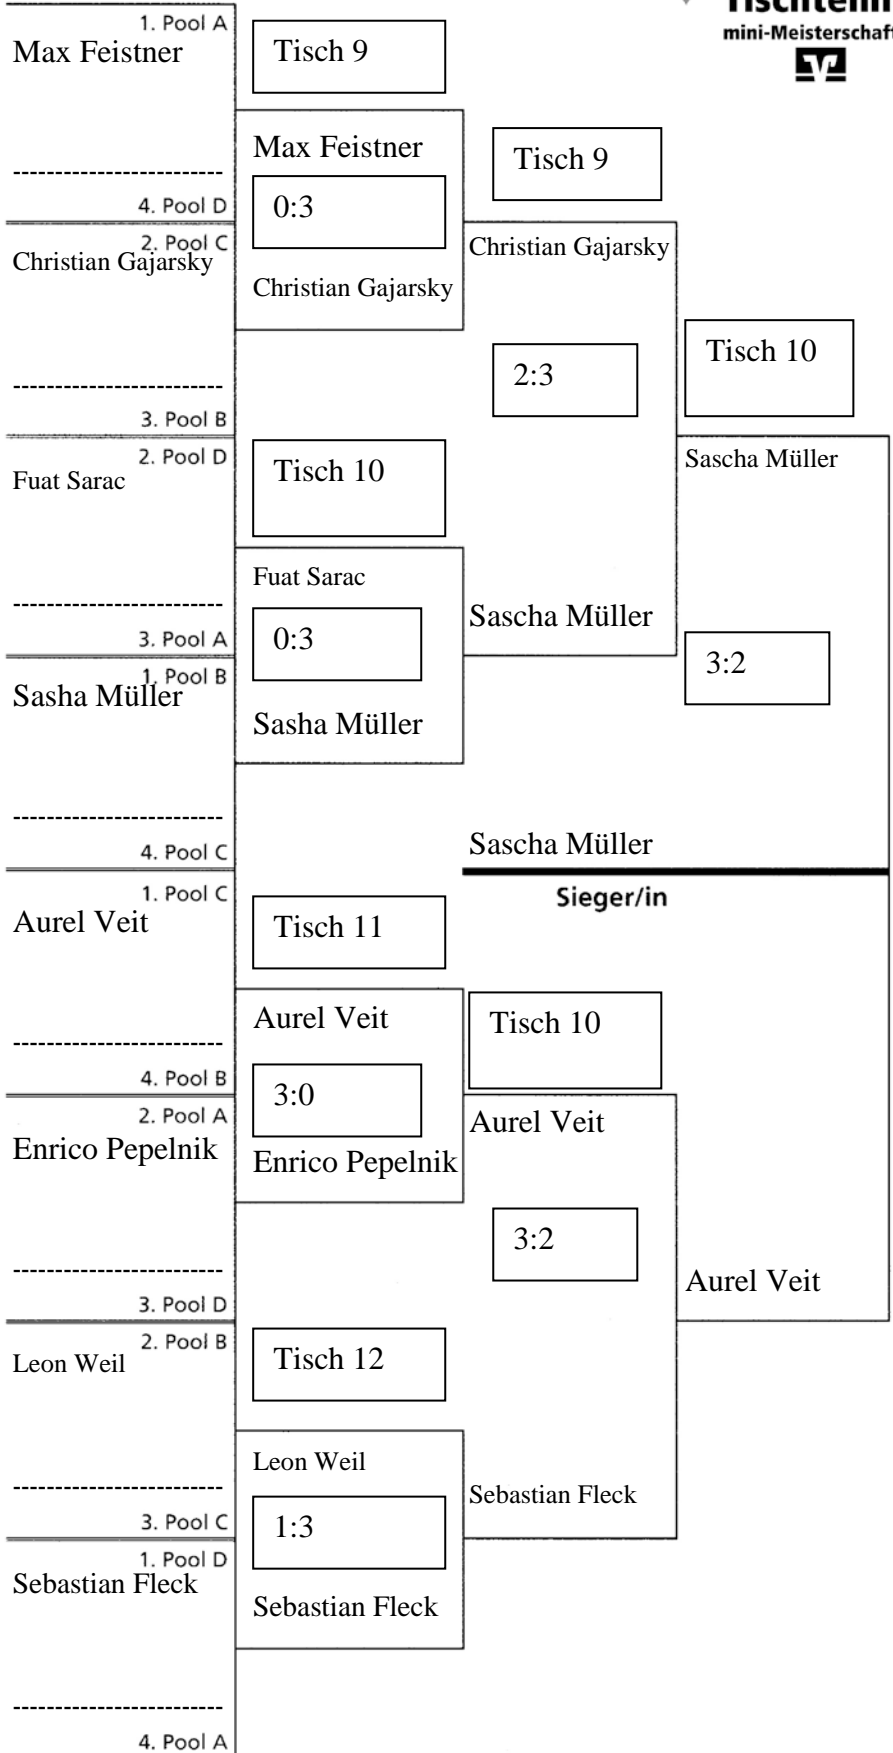 Tischtennis
mini-Meisterschaft
1. Pool A
Max Feistner
Tisch 9
Max Feistner
Tisch 9
4. Pool D
0:3
2. Pool C
Christian Gajarsky
Christian Gajarsky
Christian Gajarsky
Tisch 10
2:3
3. Pool B
2. Pool D
Fuat Sarac
Tisch 10
Sascha Müller
Fuat Sarac
3. Pool A
0:3
Sascha Müller
1. Pool B
Sasha Müller
3:2
Sasha Müller
4. Pool C
Sascha Müller
1. Pool C
Sieger/in
Aurel Veit
Tisch 11
Aurel Veit
Tisch 10
4. Pool B
3:0
2. Pool A
Aurel Veit
Enrico Pepelnik
Enrico Pepelnik
3:2
Aurel Veit
3. Pool D
2. Pool B
Leon Weil
Tisch 12
Leon Weil
Sebastian Fleck
3. Pool C
1:3
1. Pool D
Sebastian Fleck
Sebastian Fleck
4. Pool A